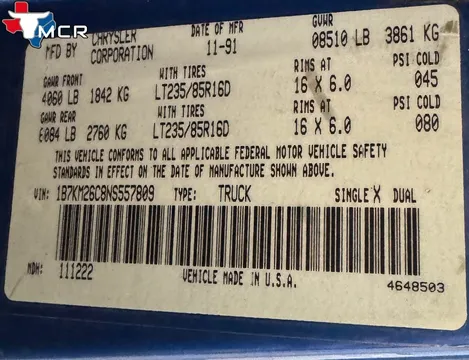 MCR
MFD BY CHRYSLER CORPORATION DATE OF MFR 11-91 GVWR 08510 LB 3861 KG
GAWR FRONT WITH TIRES RIMS AT PSI COLD
4060 LB 1842 KG LT235/85R16D 16 X 6.0 045
GAWR REAR WITH TIRES RIMS AT PSI COLD
6084 LB 2760 KG LT235/85R16D 16 X 6.0 080
THIS VEHICLE CONFORMS TO ALL APPLICABLE FEDERAL MOTOR VEHICLE SAFETY
STANDARDS IN EFFECT ON THE DATE OF MANUFACTURE SHOWN ABOVE.
VIN: 1B7KM26C8NS557809 TYPE: TRUCK SINGLE X DUAL
MDH: 111222 VEHICLE MADE IN U.S.A. 4648503